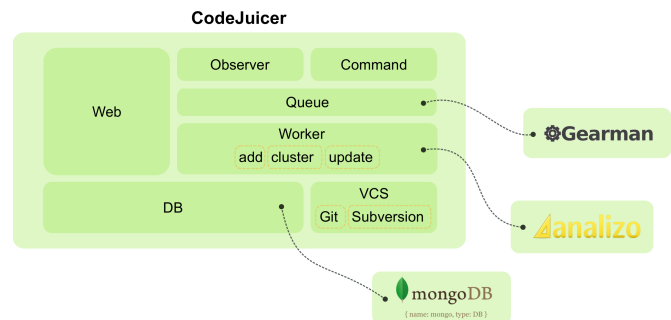 CodeJuicer
Observer
Command
Web
Queue
Worker
add cluster update
DB
VCS
Git Subversion
Gearman
analizo
mongoDB
{ name: mongo, type: DB }